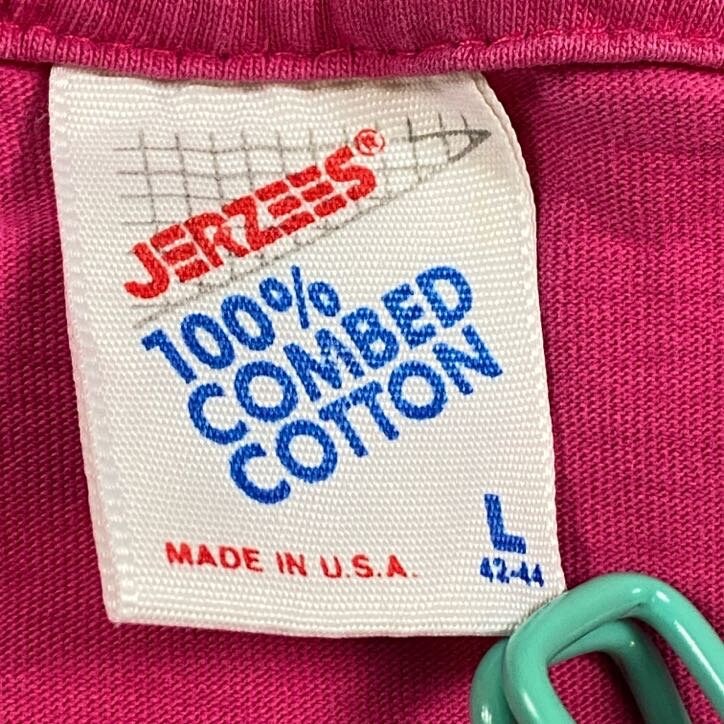 JERZEES®
100%
COMBED
COTTON
L
MADE IN U.S.A.
42-44